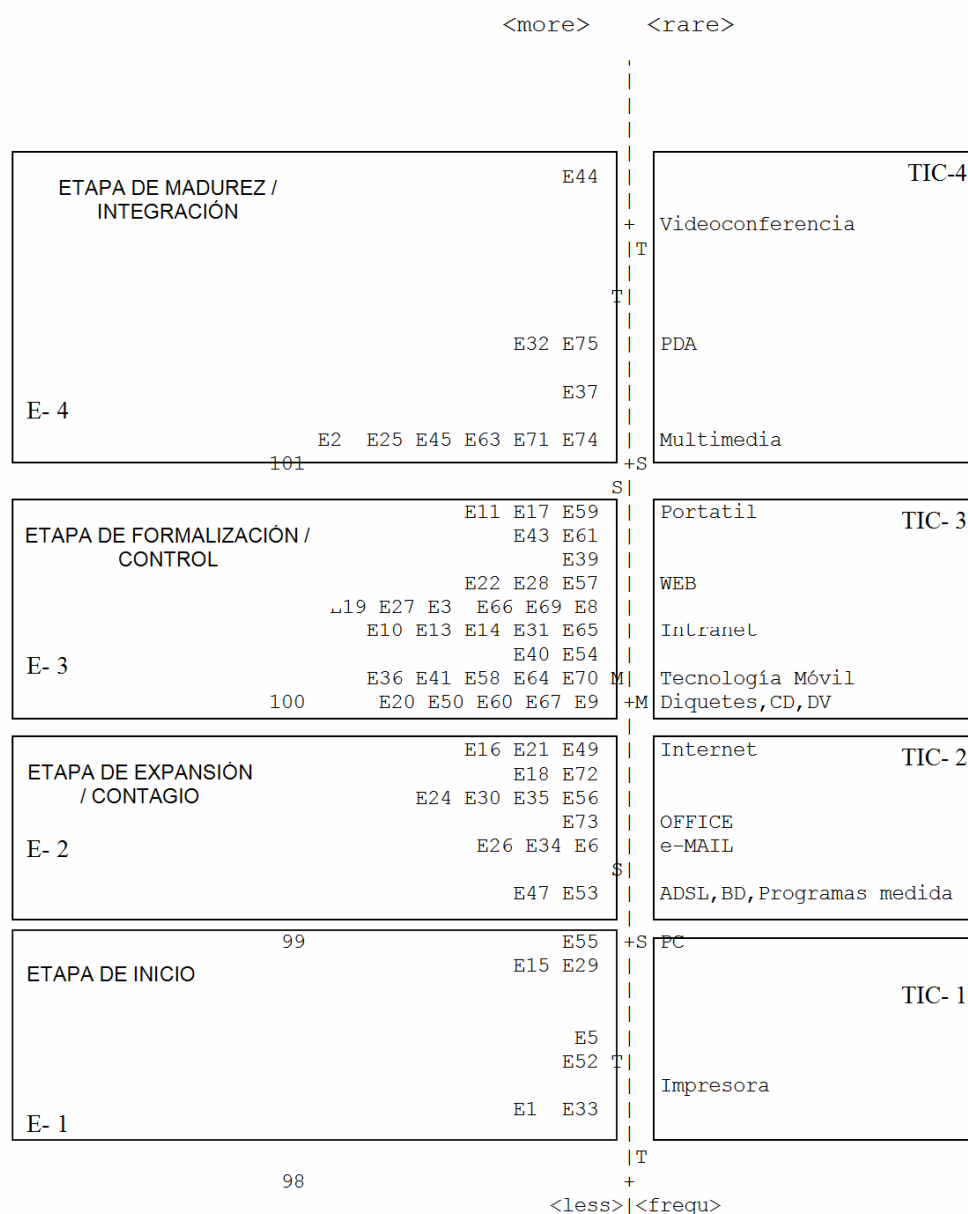 <more> <rare>
E44 | TIC-4
ETAPA DE MADUREZ /
INTEGRACIÓN
+ Videoconferencia
|T
T|
E32 E75 | PDA
E37 |
E- 4
E2 E25 E45 E63 E71 E74 | Multimedia
101 +S
S|
E11 E17 E59 | Portatil TIC- 3
ETAPA DE FORMALIZACIÓN / E43 E61 |
CONTROL E39 |
E22 E28 E57 | WEB
E19 E27 E3 E66 E69 E8 |
E10 E13 E14 E31 E65 | Intranet
E40 E54 |
E- 3
E36 E41 E58 E64 E70 M| Tecnología Móvil
100 E20 E50 E60 E67 E9 +M Diquetes,CD,DV
E16 E21 E49 | Internet TIC- 2
ETAPA DE EXPANSIÓN E18 E72 |
/ CONTAGIO E24 E30 E35 E56 |
E73 | OFFICE
E- 2 E26 E34 E6 | e-MAIL
S|
E47 E53 | ADSL,BD,Programas medida
99 E55 +S PC
ETAPA DE INICIO E15 E29 |
TIC- 1
E5 |
E52 T|
| Impresora
E1 E33 |
E- 1
|T
98 +
<less>|<frequ>